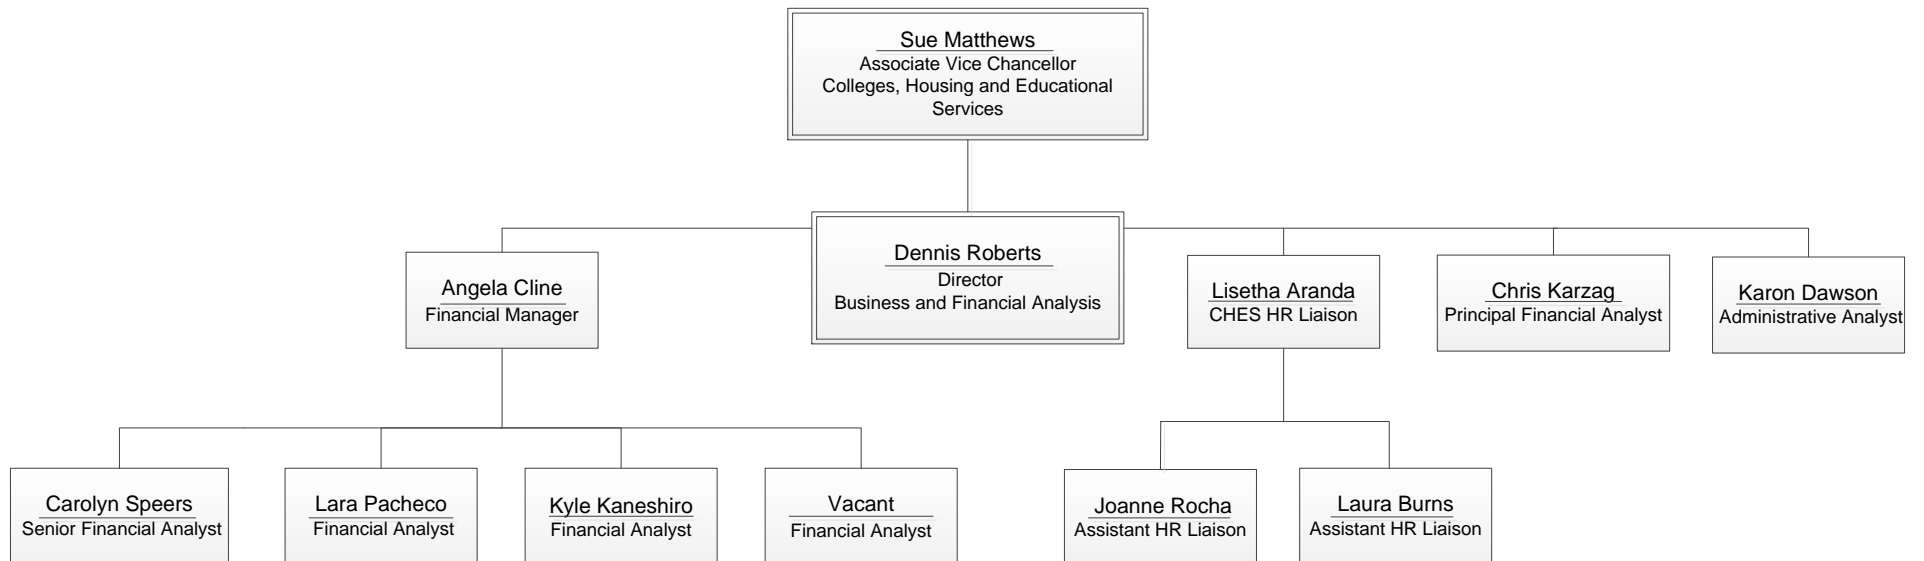 Sue Matthews
Associate Vice Chancellor
Colleges, Housing and Educational
Services
Dennis Roberts
Director
Business and Financial Analysis
Angela Cline
Financial Manager
Lisetha Aranda
CHES HR Liaison
Chris Karzag
Principal Financial Analyst
Karon Dawson
Administrative Analyst
Carolyn Speers
Senior Financial Analyst
Lara Pacheco
Financial Analyst
Kyle Kaneshiro
Financial Analyst
Vacant
Financial Analyst
Joanne Rocha
Assistant HR Liaison
Laura Burns
Assistant HR Liaison